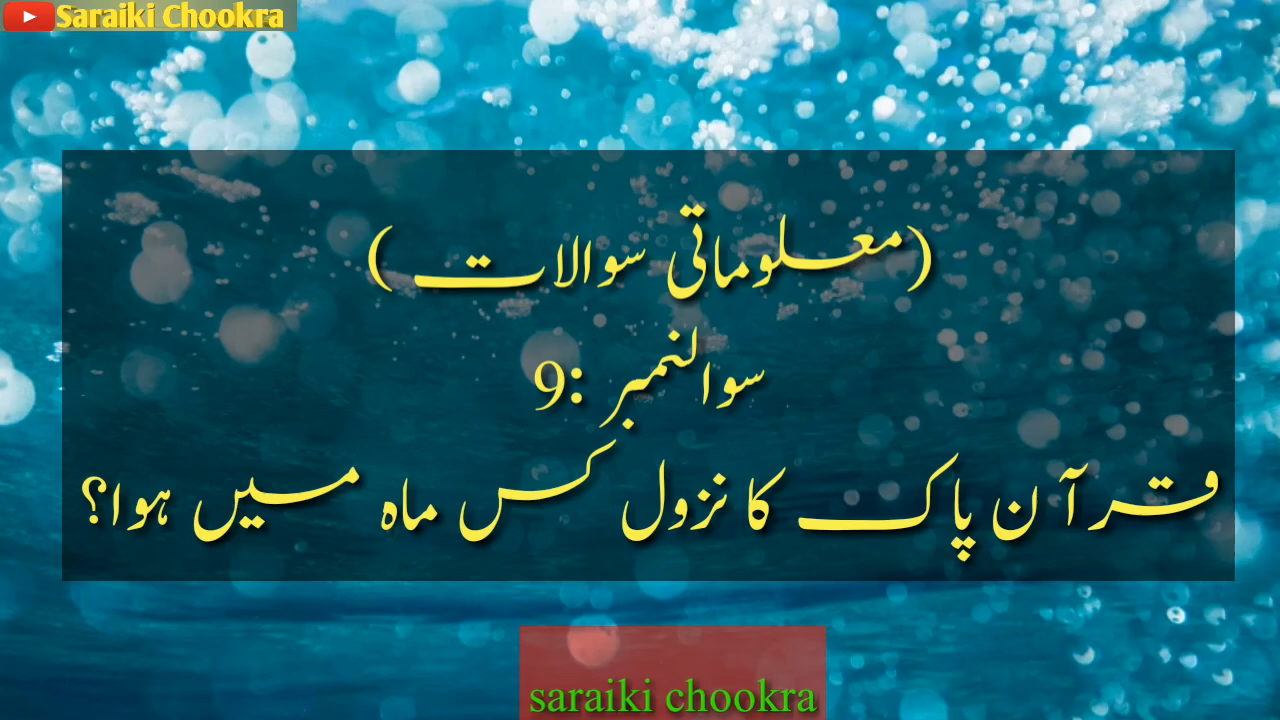 Saraiki Chookra
(معلوماتی سوالات)
سوالنمبر :9
قرآن پاک کا نزول کس ماہ میں ہوا؟
saraiki chookra